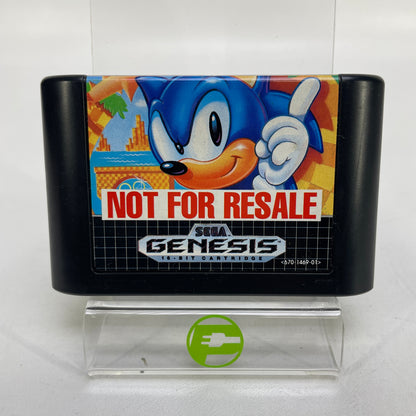 NOT FOR RESALE
SEGA
GENESIS
16-BIT CARTRIDGE
<670-1469-01>